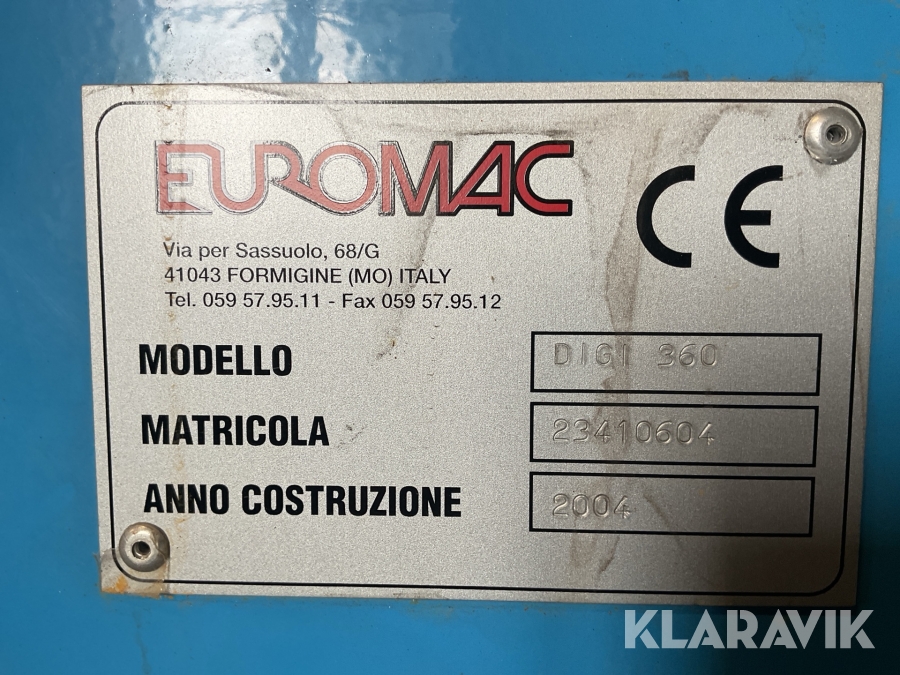 EUROMAC
CE
Via per Sassuolo, 68/G
41043 FORMIGINE (MO) ITALY
Tel. 059 57.95.11 - Fax 059 57.95.12
MODELLO DIGI 360
MATRICOLA 23410604
ANNO COSTRUZIONE 2004
KLARAVIK